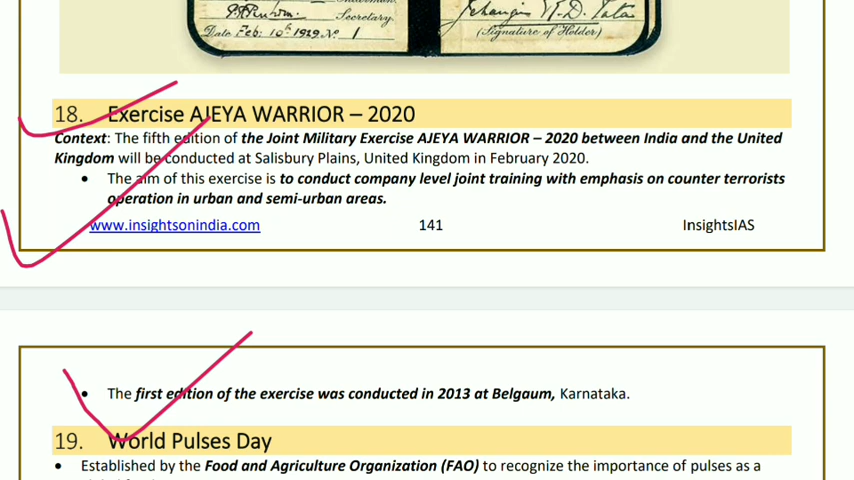 Secretary.
Date Feb: 10th 1929. No 1
(Signature of Holder)
18. Exercise AJEYA WARRIOR – 2020
Context: The fifth edition of the Joint Military Exercise AJEYA WARRIOR – 2020 between India and the United
Kingdom will be conducted at Salisbury Plains, United Kingdom in February 2020.
• The aim of this exercise is to conduct company level joint training with emphasis on counter terrorists
operation in urban and semi-urban areas.
www.insightsonindia.com 141 InsightsIAS
• The first edition of the exercise was conducted in 2013 at Belgaum, Karnataka.
19. World Pulses Day
• Established by the Food and Agriculture Organization (FAO) to recognize the importance of pulses as a